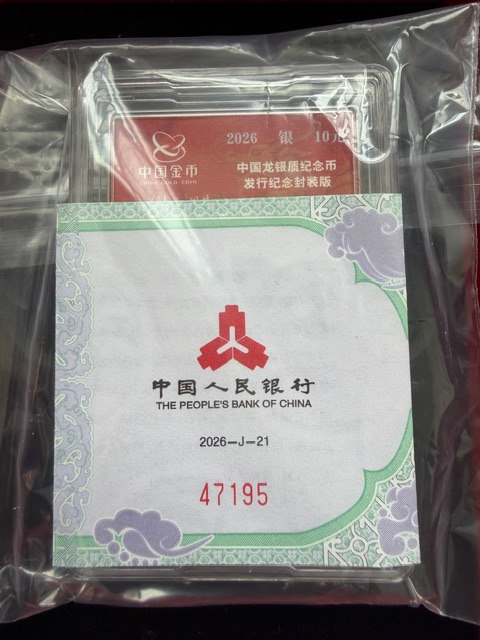 2026 银 10元
中国金币
CHINA GOLD COIN
中国龙银质纪念币
发行纪念封装版
中国人民银行
THE PEOPLE'S BANK OF CHINA
2026-J-21
47195